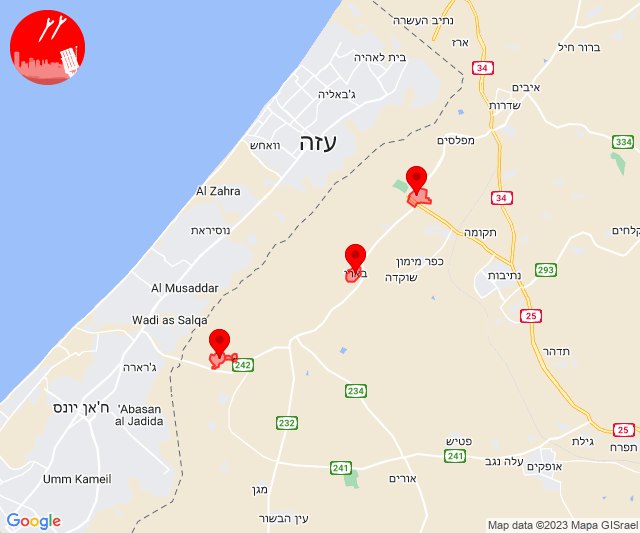 נתיב העשרה
ארז
ברור חיל
בית לאהיה
34
איבים
ג'באליה
שדרות
עזה
וואחש
מפלסים
334
Al Zahra
34
קלחים
נוסיראת
תקומה
כפר מימון
בארי
שוקדה
293
נתיבות
Al Musaddar
25
Wadi as Salqa
תדהר
ג'רארה
242
234
ח'אן יונס
'Abasan
al Jadida
232
25
פטיש
גילת
תפרח
241
241
עלה נגב
אופקים
Umm Kameil
אורים
מגן
עין הבשור
Google
Map data ©2023 Mapa GISrael